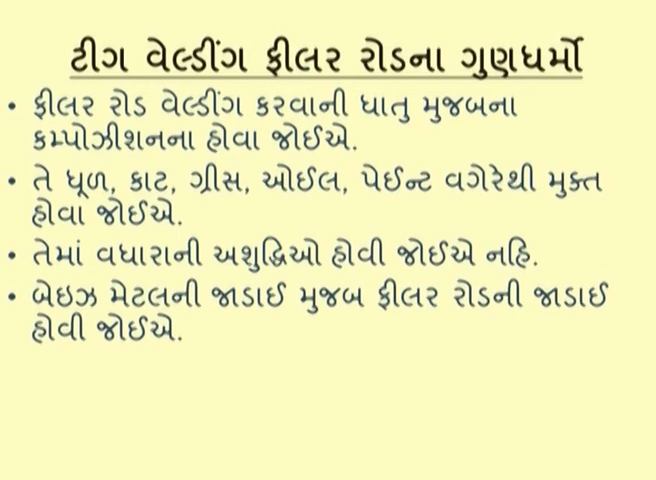 ટીગ વેલ્ડીંગ ફીલર રોડના ગુણધર્મો
• ફીલર રોડ વેલ્ડીંગ કરવાની ધાતુ મુજબના
કમ્પોઝીશનના હોવા જોઈએ.
• તે ધૂળ, કાટ, ગ્રીસ, ઓઈલ, પેઈન્ટ વગેરેથી મુક્ત
હોવા જોઈએ.
• તેમાં વધારાની અશુદ્ધિઓ હોવી જોઈએ નહિ.
• બેઇઝ મેટલની જાડાઈ મુજબ ફીલર રોડની જાડાઈ
હોવી જોઈએ.